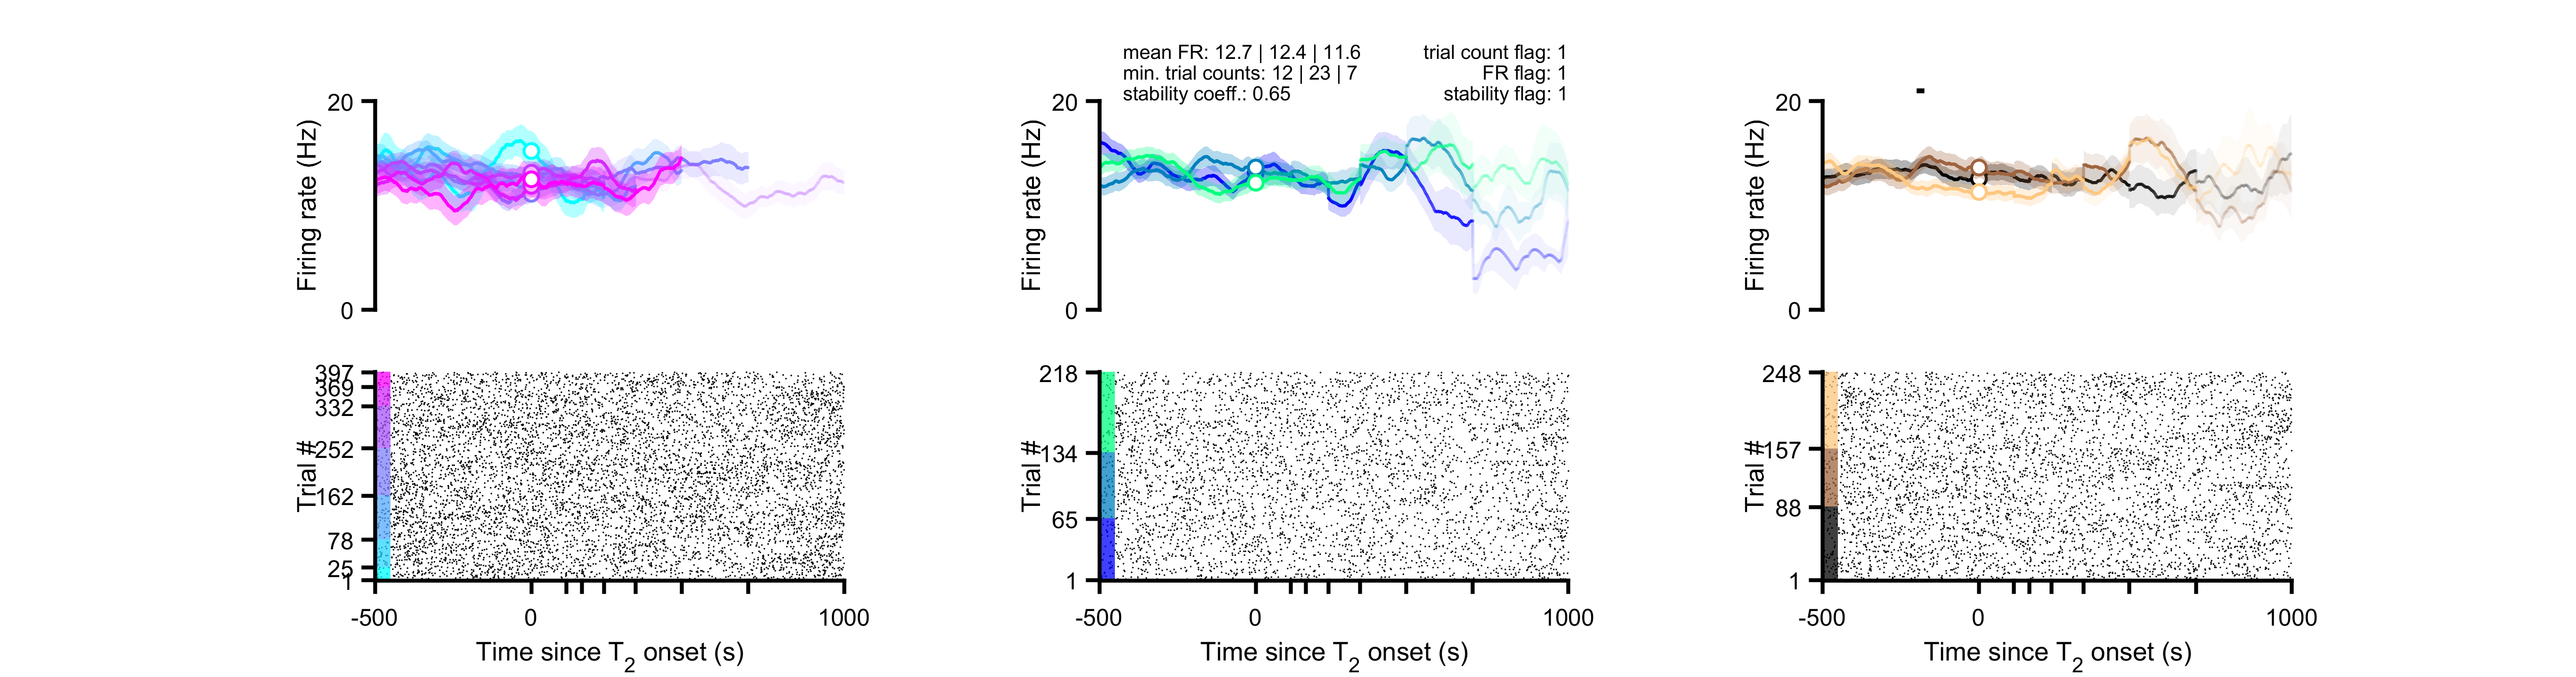 mean FR: 12.7 | 12.4 | 11.6
min. trial counts: 12 | 23 | 7
stability coeff.: 0.65
trial count flag: 1
FR flag: 1
stability flag: 1
20
Firing rate (Hz)
0
397
369
332
252
162
78
25
1
Trial #
-500
0
1000
Time since T2 onset (s)
20
Firing rate (Hz)
0
218
134
65
1
Trial #
-500
0
1000
Time since T2 onset (s)
20
Firing rate (Hz)
0
248
157
88
1
Trial #
-500
0
1000
Time since T2 onset (s)